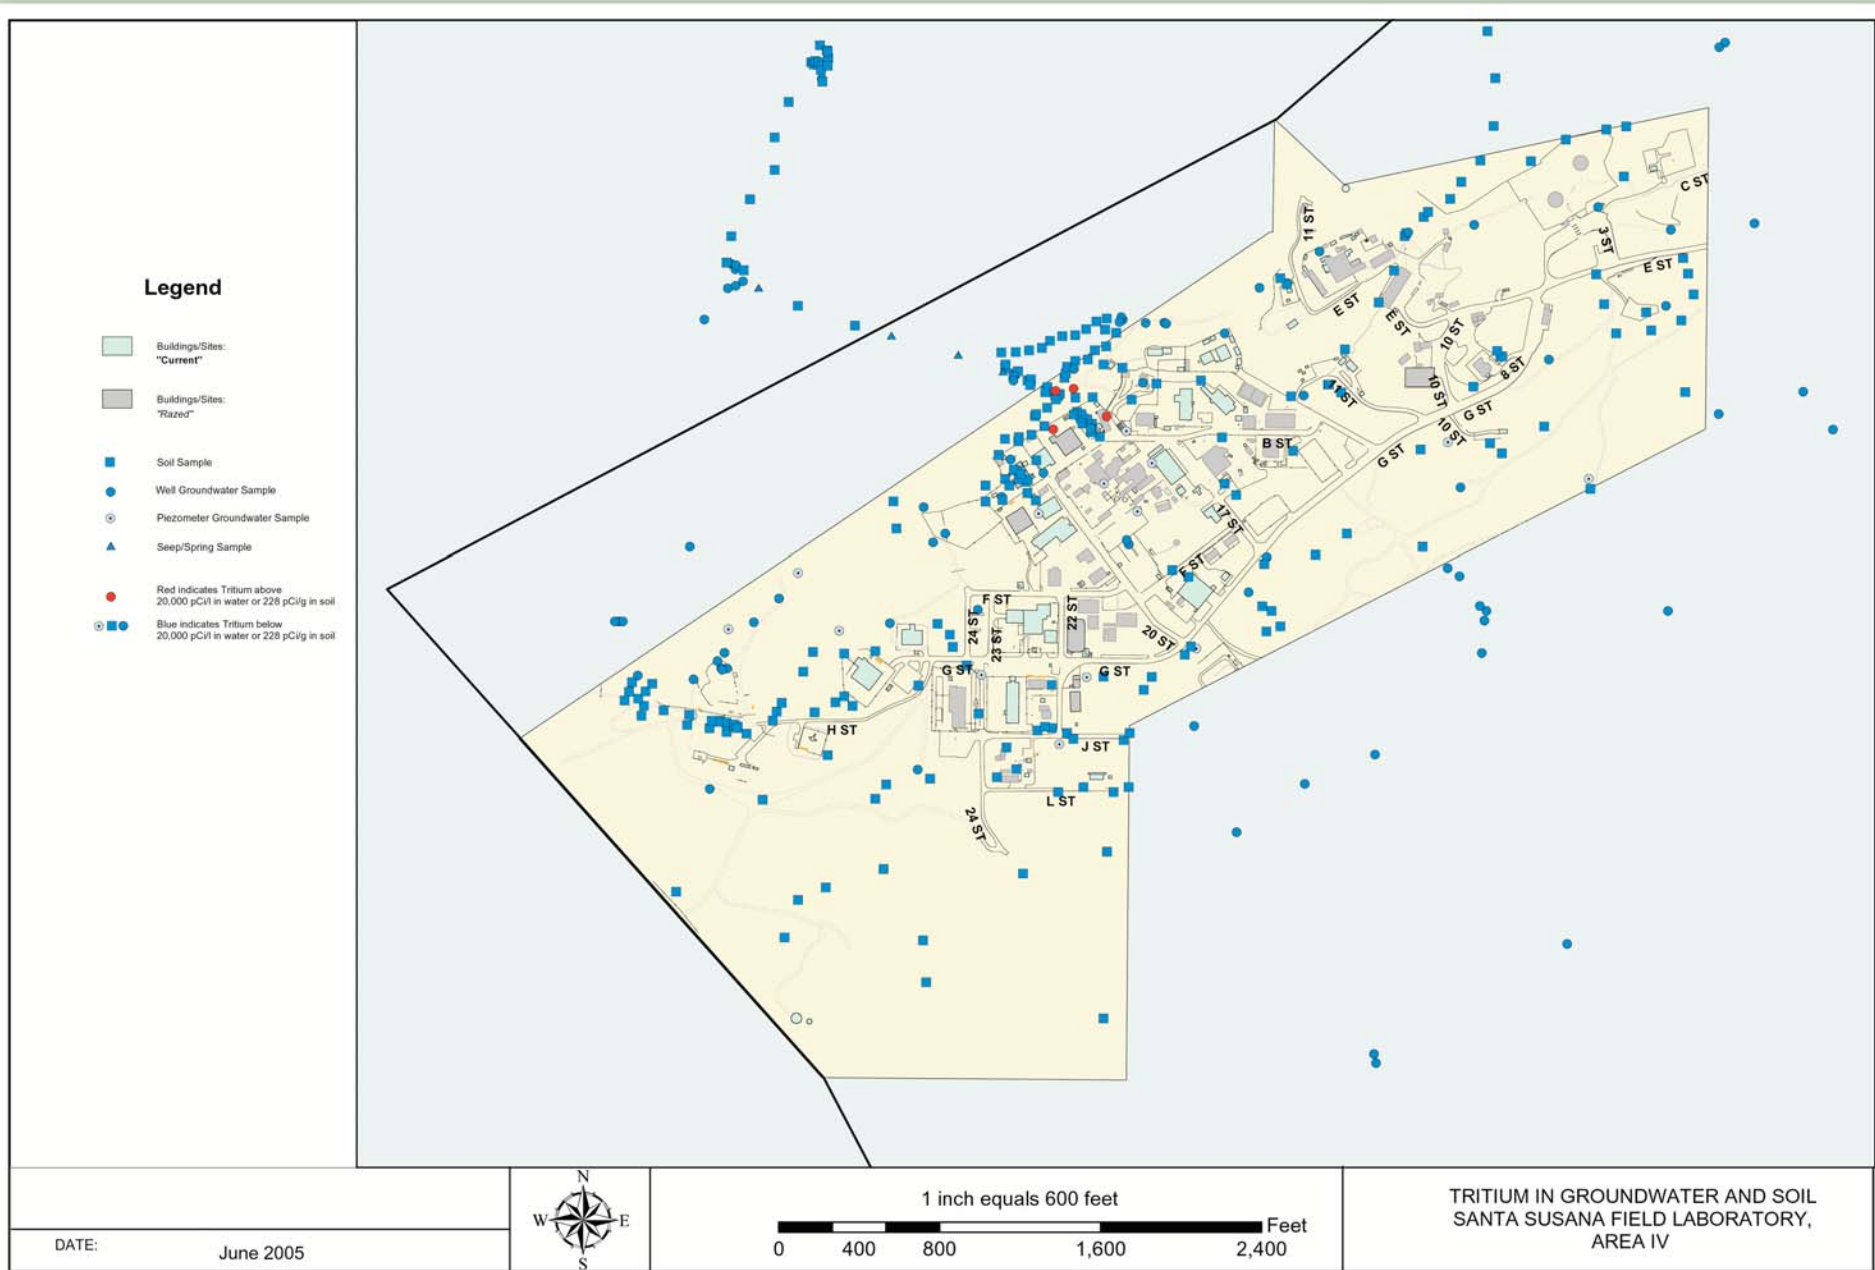 Legend
Buildings/Sites:
"Current"
Buildings/Sites:
"Razed"
Soil Sample
Well Groundwater Sample
Piezometer Groundwater Sample
Seep/Spring Sample
Red indicates Tritium above
20,000 pCi/l in water or 228 pCi/g in soil
Blue indicates Tritium below
20,000 pCi/l in water or 228 pCi/g in soil
C ST
11 ST
3 ST
E ST
E ST
E ST
10 ST
8 ST
11 ST
10 ST
G ST
10 ST
B ST
G ST
17 ST
F ST
F ST
24 ST
23 ST
22 ST
20 ST
G ST
G ST
H ST
J ST
L ST
24 ST
DATE:
June 2005
N
W
E
S
1 inch equals 600 feet
Feet
0 400 800 1,600 2,400
TRITIUM IN GROUNDWATER AND SOIL
SANTA SUSANA FIELD LABORATORY,
AREA IV